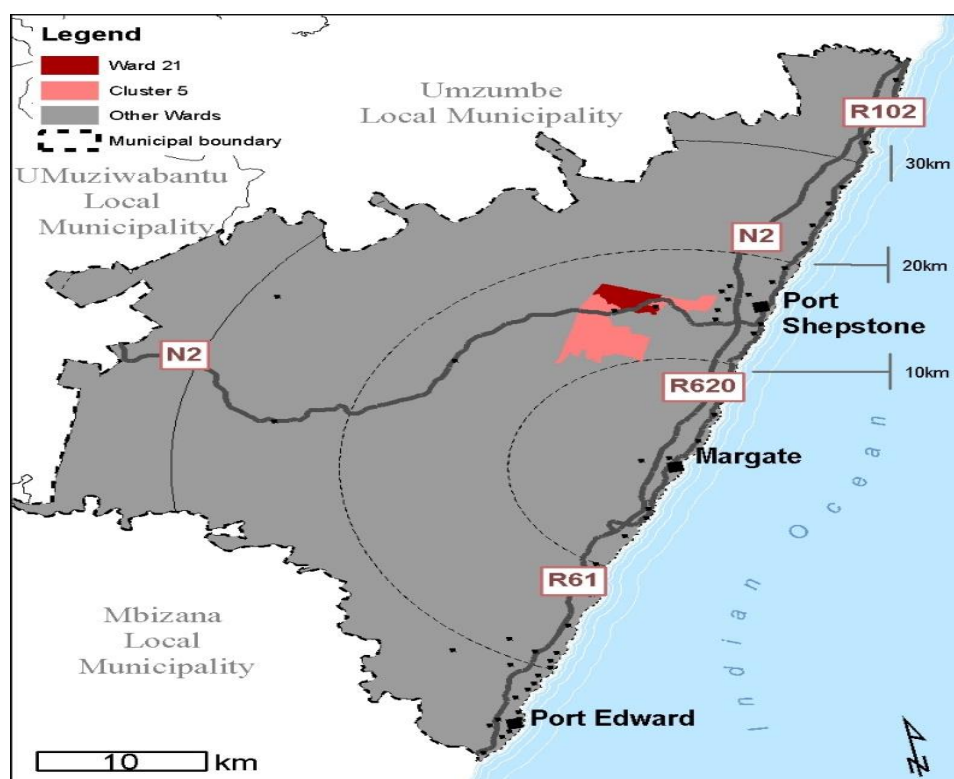 Legend
Ward 21
Cluster 5
Other Wards
Municipal boundary
Umzumbe
Local Municipality
UMuziwabantu
Local
Municipality
R102
30km
N2
20km
Port
Shepstone
N2
10km
R620
Margate
Indian Ocean
R61
Mbizana
Local
Municipality
Port Edward
10 km
N